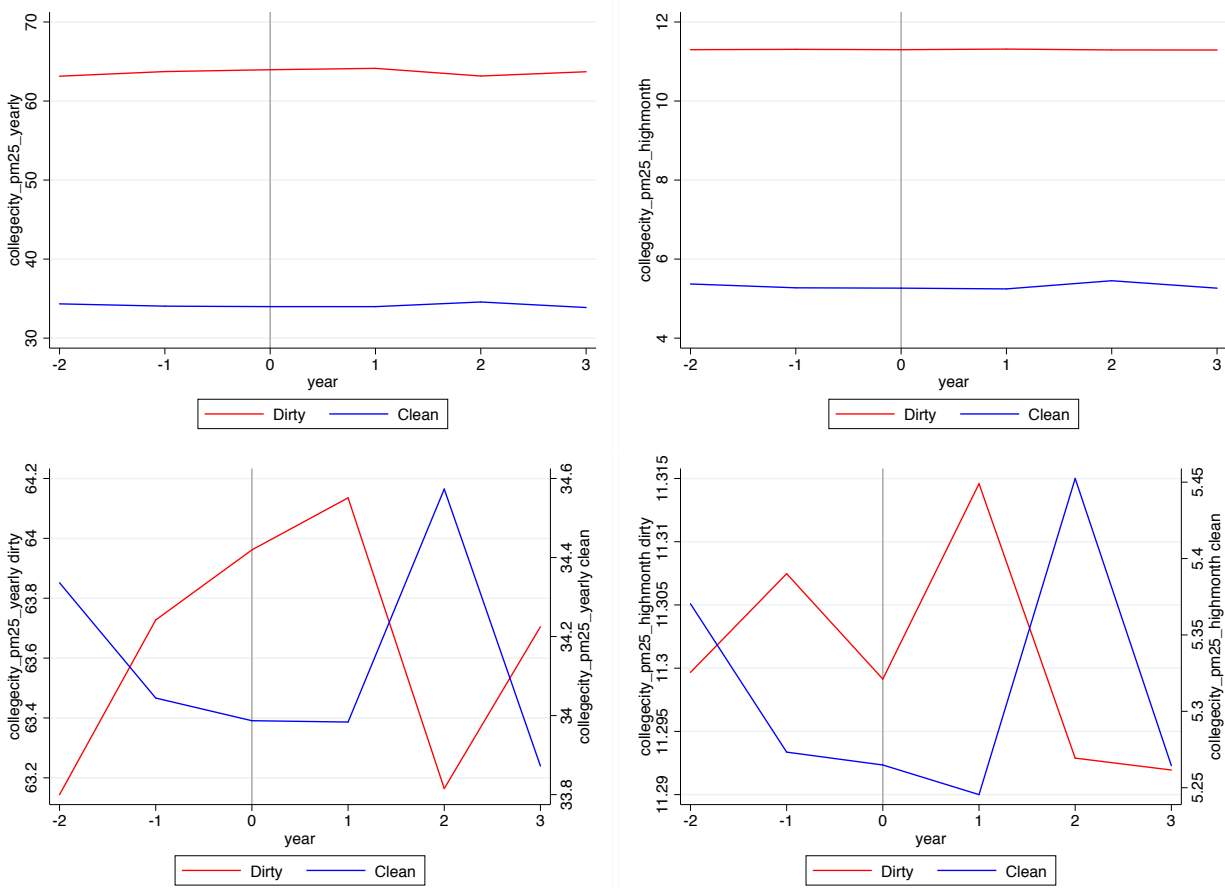 collegecity_pm25_yearly
70
60
50
40
30
-2 -1 0 1 2 3
year
Dirty Clean
collegecity_pm25_highmonth
12
10
8
6
4
-2 -1 0 1 2 3
year
Dirty Clean
collegecity_pm25_yearly dirty
64.2
64
63.8
63.6
63.4
63.2
34.6
34.4
34.2
34
33.8
collegecity_pm25_yearly clean
-2 -1 0 1 2 3
year
Dirty Clean
collegecity_pm25_highmonth dirty
11.315
11.31
11.305
11.3
11.295
11.29
5.45
5.4
5.35
5.3
5.25
collegecity_pm25_highmonth clean
-2 -1 0 1 2 3
year
Dirty Clean